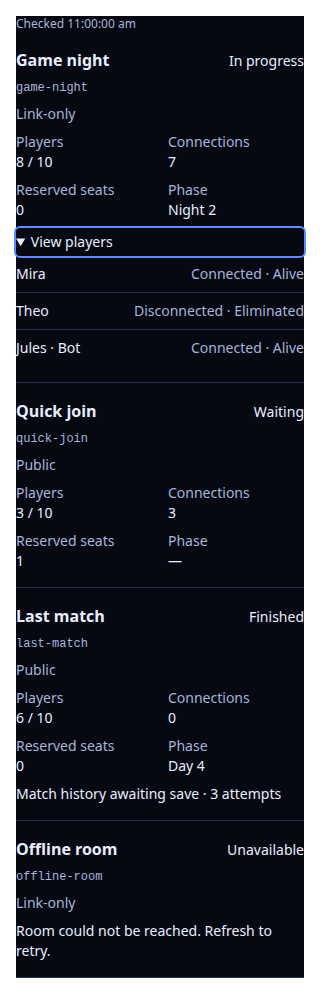 Checked 11:00:00 am
Game night In progress
game-night
Link-only
Players Connections
8 / 10 7
Reserved seats Phase
0 Night 2
▼ View players
Mira Connected · Alive
Theo Disconnected · Eliminated
Jules · Bot Connected · Alive
Quick join Waiting
quick-join
Public
Players Connections
3 / 10 3
Reserved seats Phase
1 —
Last match Finished
last-match
Public
Players Connections
6 / 10 0
Reserved seats Phase
0 Day 4
Match history awaiting save · 3 attempts
Offline room Unavailable
offline-room
Link-only
Room could not be reached. Refresh to
retry.